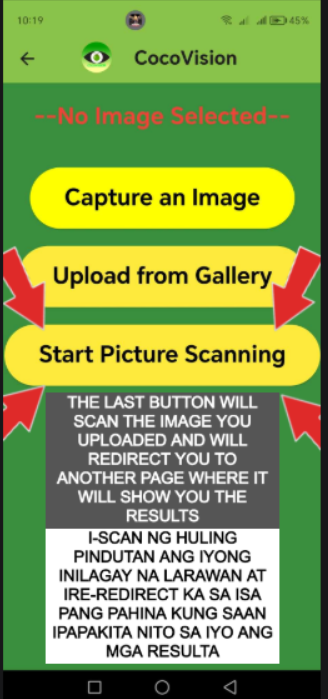 10:19
45%
CocoVision
--No Image Selected--
Capture an Image
Upload from Gallery
Start Picture Scanning
THE LAST BUTTON WILL
SCAN THE IMAGE YOU
UPLOADED AND WILL
REDIRECT YOU TO
ANOTHER PAGE WHERE IT
WILL SHOW YOU THE
RESULTS
I-SCAN NG HULING
PINDUTAN ANG IYONG
INILAGAY NA LARAWAN AT
IRE-REDIRECT KA SA ISA
PANG PAHINA KUNG SAAN
IPAPAKITA NITO SA IYO ANG
MGA RESULTA